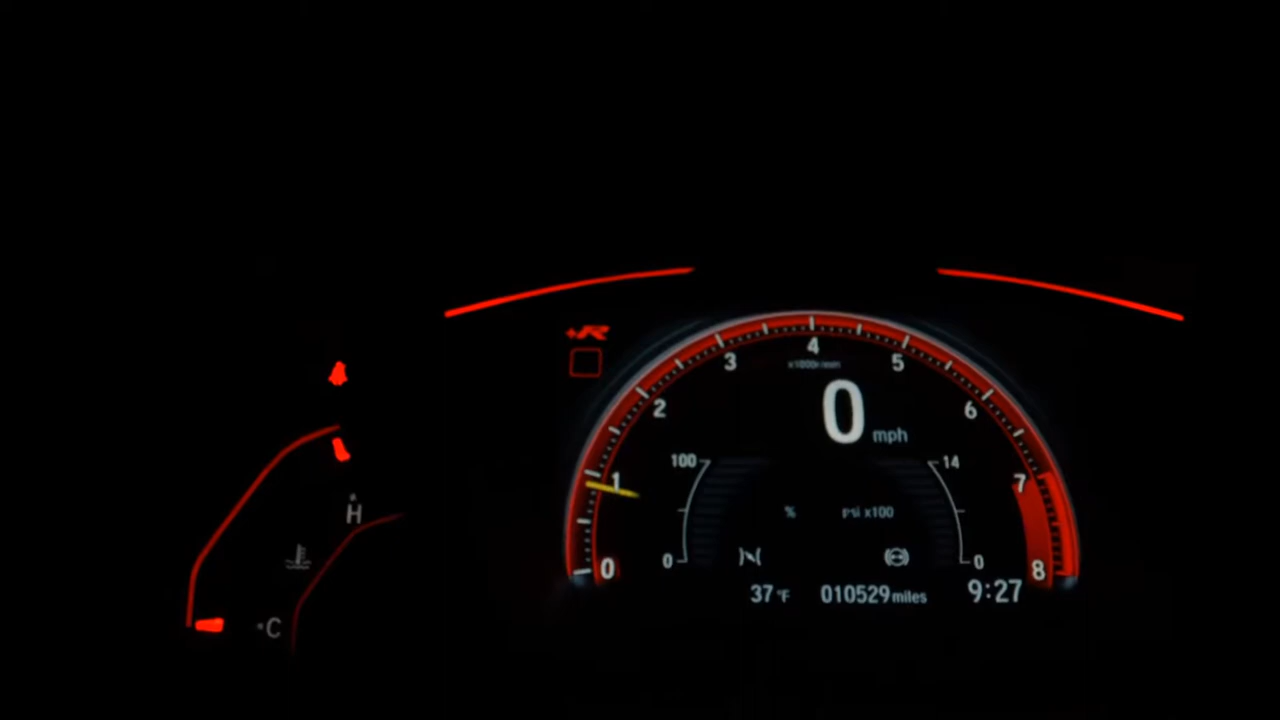 +R
4
3 5
x1000r/min
2 6
0 mph
100 14
1 7
% psi x100
H
0 0
0 8
37°F 010529 miles 9:27
C